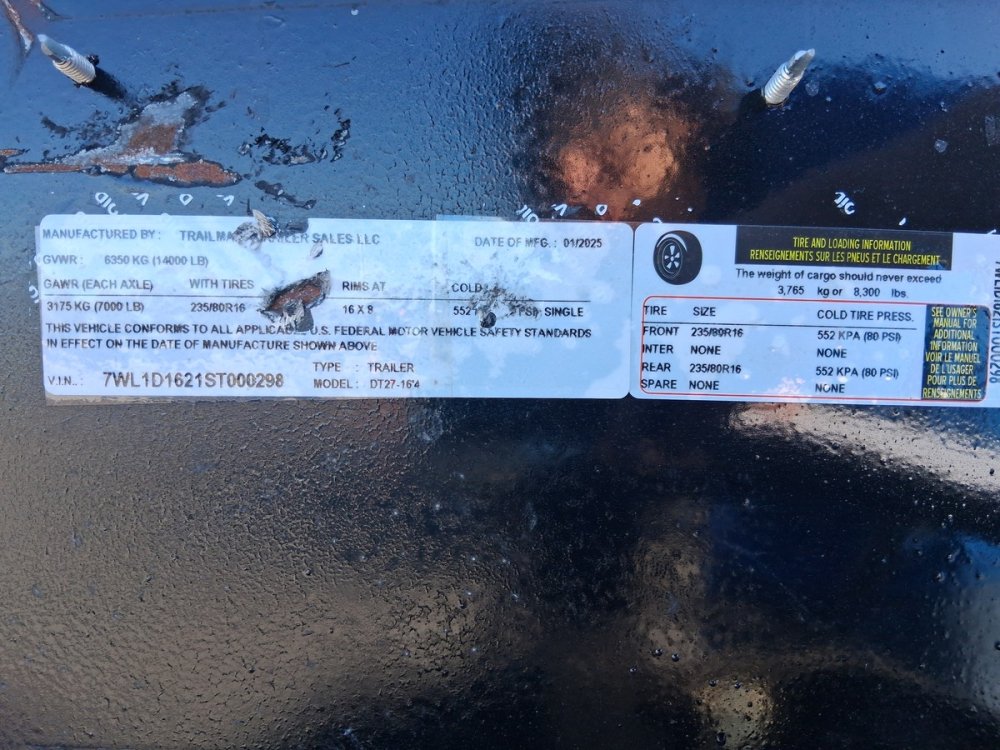 MANUFACTURED BY: SALES LLC DATE OF MFG.: 01/2025
GVWR: 6350 KG (14000 LB)
GAWR (EACH AXLE) WITH TIRES RIMS AT COLD
3175 KG (7000 LB) 235/80R16 16 X 8 552 PSI) SINGLE
THIS VEHICLE CONFORMS TO ALL APPLICABLE U.S. FEDERAL MOTOR VEHICLE SAFETY STANDARDS
IN EFFECT ON THE DATE OF MANUFACTURE SHOWN ABOVE
V.I.N.: 7WL1D1621ST000298
TYPE: TRAILER
MODEL: DT27-16'4
TIRE AND LOADING INFORMATION
RENSEIGNEMENTS SUR LES PNEUS ET LE CHARGEMENT
The weight of cargo should never exceed
3,765 kg or 8,300 lbs.
TIRE SIZE COLD TIRE PRESS.
FRONT 235/80R16 552 KPA (80 PSI)
INTER NONE NONE
REAR 235/80R16 552 KPA (80 PSI)
SPARE NONE NONE
SEE OWNER'S
MANUAL FOR
ADDITIONAL
INFORMATION
VOIR LE MANUEL
DE L'USAGER
POUR PLUS DE
RENSEIGNEMENTS